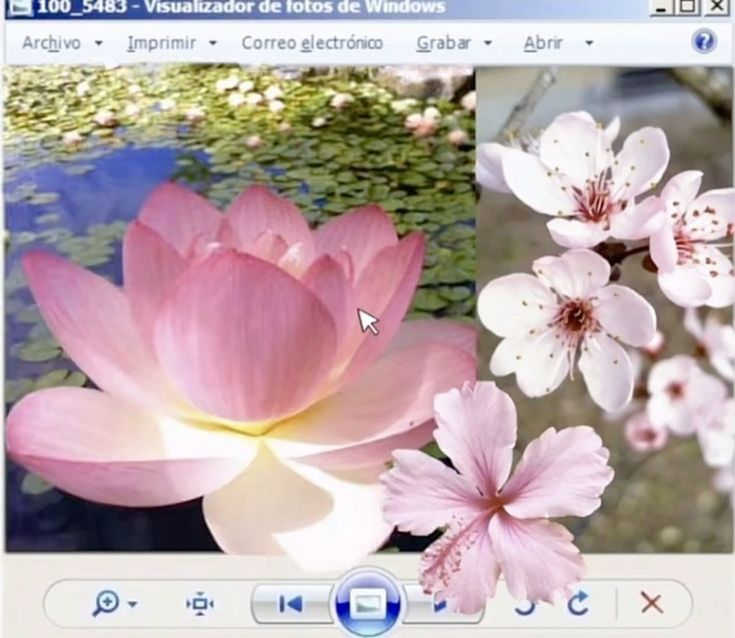 100_5483 - Visualizador de fotos de Windows
Archivo Imprimir Correo electrónico Grabar Abrir